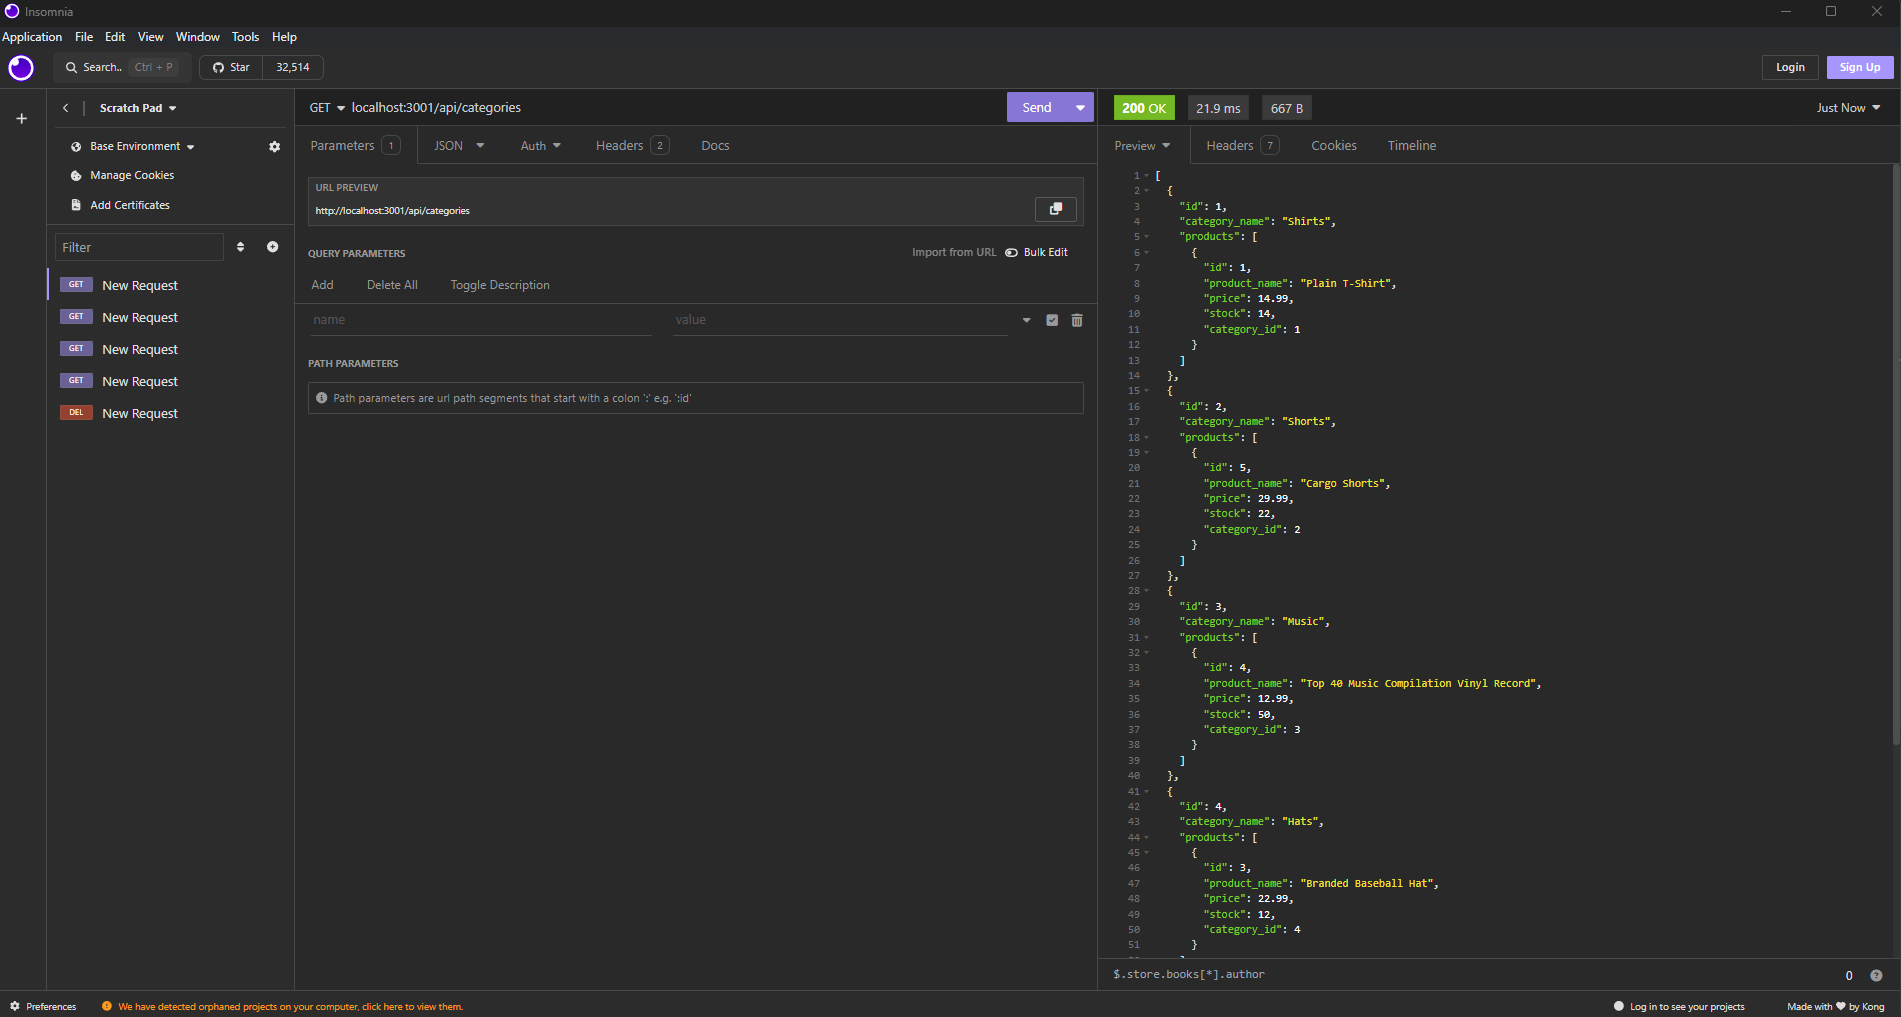 Insomnia
Application File Edit View Window Tools Help
Search.. Ctrl + P Star 32,514 Login Sign Up
Scratch Pad
Base Environment
Manage Cookies
Add Certificates
Filter
GET New Request
GET New Request
GET New Request
GET New Request
DEL New Request
GET localhost:3001/api/categories Send
Parameters 1 JSON Auth Headers 2 Docs
URL PREVIEW
http://localhost:3001/api/categories
QUERY PARAMETERS Import from URL Bulk Edit
Add Delete All Toggle Description
name value
PATH PARAMETERS
Path parameters are url path segments that start with a colon ':' e.g. ':id'
200 OK 21.9 ms 667 B Just Now
Preview Headers 7 Cookies Timeline
1 [
2 {
3 "id": 1,
4 "category_name": "Shirts",
5 "products": [
6 {
7 "id": 1,
8 "product_name": "Plain T-Shirt",
9 "price": 14.99,
10 "stock": 14,
11 "category_id": 1
12 }
13 ]
14 },
15 {
16 "id": 2,
17 "category_name": "Shorts",
18 "products": [
19 {
20 "id": 5,
21 "product_name": "Cargo Shorts",
22 "price": 29.99,
23 "stock": 22,
24 "category_id": 2
25 }
26 ]
27 },
28 {
29 "id": 3,
30 "category_name": "Music",
31 "products": [
32 {
33 "id": 4,
34 "product_name": "Top 40 Music Compilation Vinyl Record",
35 "price": 12.99,
36 "stock": 50,
37 "category_id": 3
38 }
39 ]
40 },
41 {
42 "id": 4,
43 "category_name": "Hats",
44 "products": [
45 {
46 "id": 3,
47 "product_name": "Branded Baseball Hat",
48 "price": 22.99,
49 "stock": 12,
50 "category_id": 4
51 }
$.store.books[*].author 0
Preferences We have detected orphaned projects on your computer, click here to view them. Log in to see your projects Made with by Kong